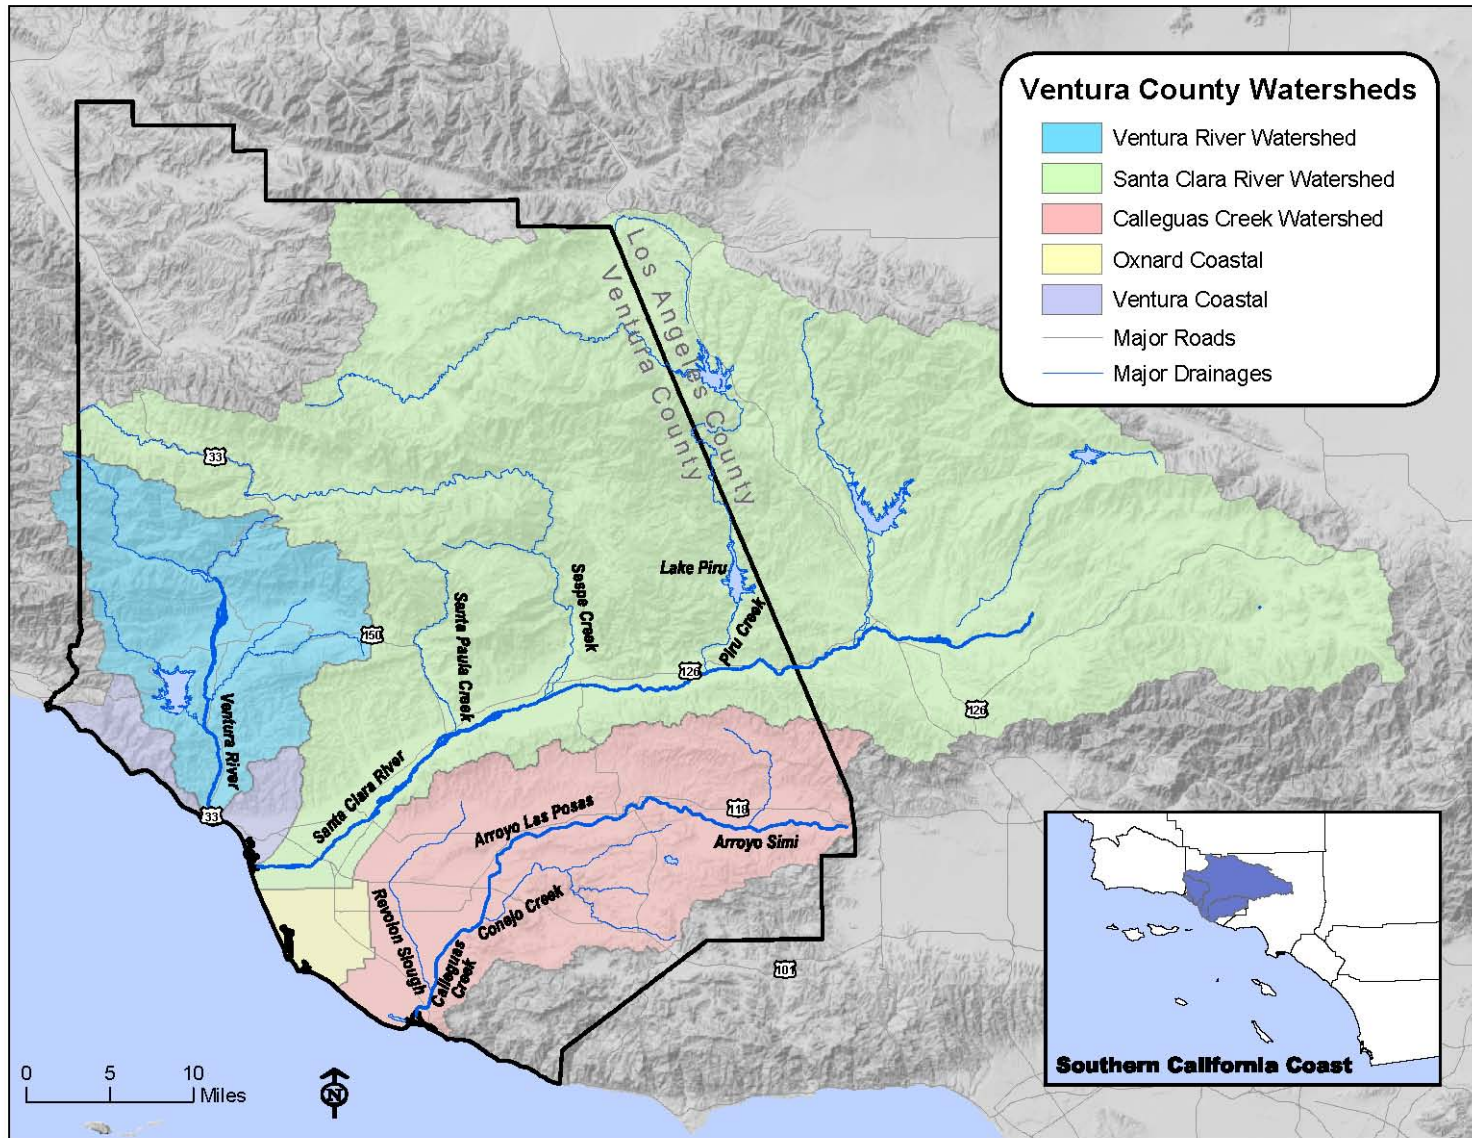 Ventura County Watersheds
Ventura River Watershed
Santa Clara River Watershed
Calleguas Creek Watershed
Oxnard Coastal
Ventura Coastal
Major Roads
Major Drainages
Los Angeles County
Ventura County
33
150
126
126
118
101
33
Lake Piru
Piru Creek
Sespe Creek
Santa Paula Creek
Ventura River
Santa Clara River
Arroyo Las Posas
Arroyo Simi
Conejo Creek
Revolon Slough
Calleguas
Creek
0 5 10
Miles
N
Southern California Coast